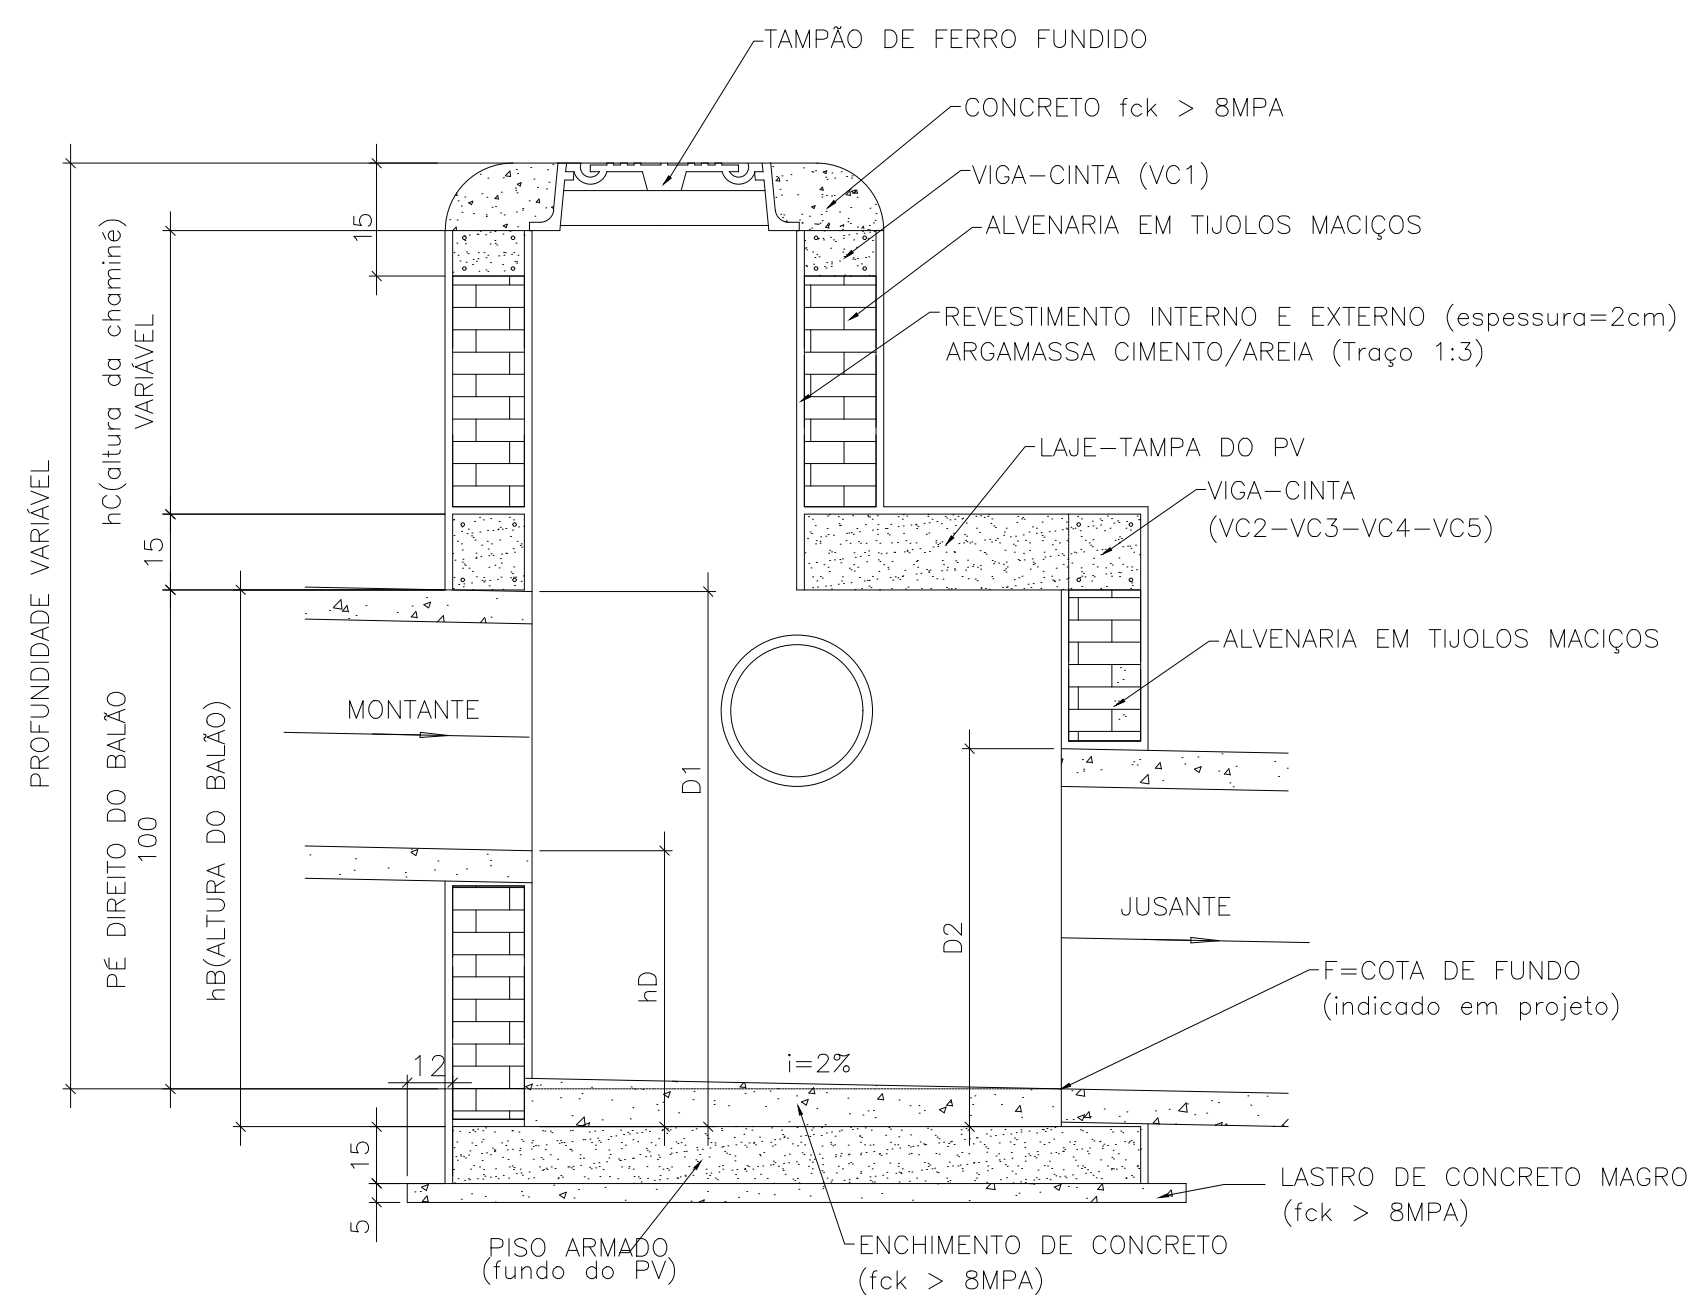 TAMPÃO DE FERRO FUNDIDO
CONCRETO fck > 8MPA
VIGA-CINTA (VC1)
ALVENARIA EM TIJOLOS MACIÇOS
REVESTIMENTO INTERNO E EXTERNO (espessura=2cm)
ARGAMASSA CIMENTO/AREIA (Traço 1:3)
LAJE-TAMPA DO PV
VIGA-CINTA
(VC2-VC3-VC4-VC5)
ALVENARIA EM TIJOLOS MACIÇOS
15
hC(altura da chaminé)
VARIÁVEL
PROFUNDIDADE VARIÁVEL
15
PÉ DIREITO DO BALÃO
100
hB(ALTURA DO BALÃO)
MONTANTE
D1
hD
D2
JUSANTE
F=COTA DE FUNDO
(indicado em projeto)
12
i=2%
15
5
LASTRO DE CONCRETO MAGRO
(fck > 8MPA)
PISO ARMADO
(fundo do PV)
ENCHIMENTO DE CONCRETO
(fck > 8MPA)